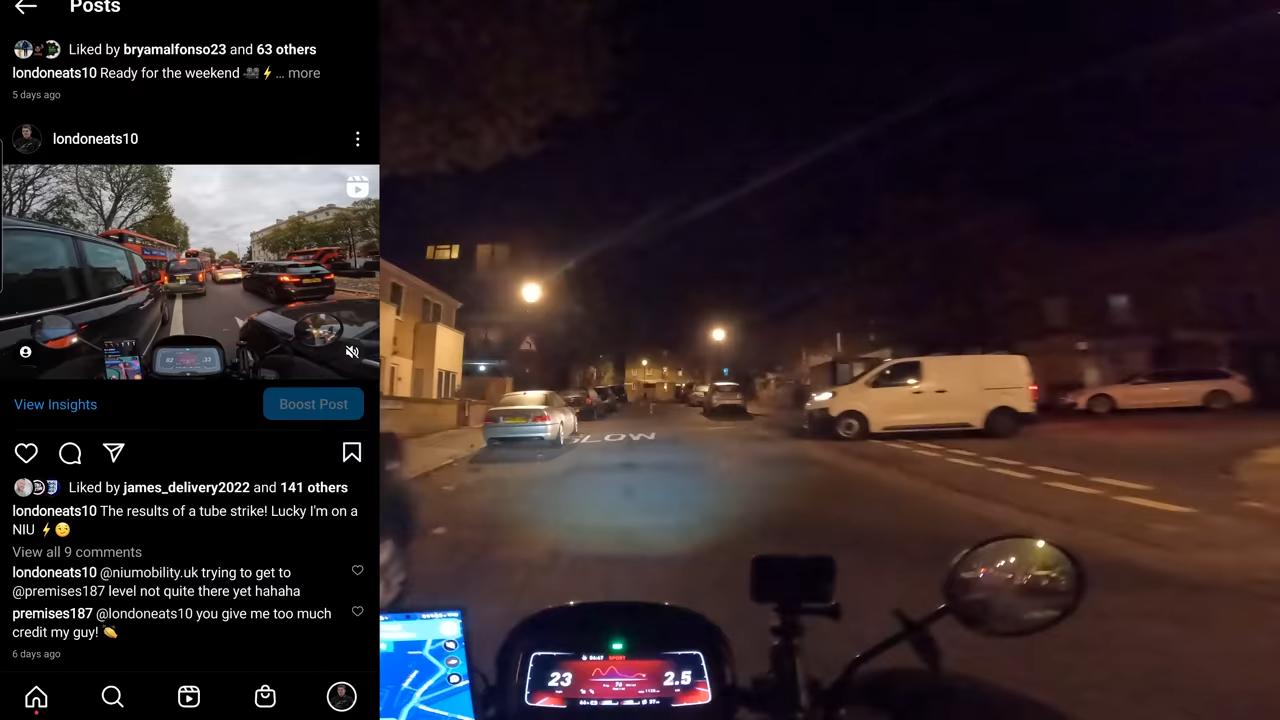 Posts
Liked by bryamalfonso23 and 63 others
londoneats10 Ready for the weekend 🎥⚡... more
5 days ago
londoneats10
View Insights
Boost Post
Liked by james_delivery2022 and 141 others
londoneats10 The results of a tube strike! Lucky I'm on a
NIU ⚡😏
View all 9 comments
londoneats10 @niumobility.uk trying to get to
@premises187 level not quite there yet hahaha
premises187 @londoneats10 you give me too much
credit my guy! 👏
6 days ago
SLOW
SPORT
23
2.5